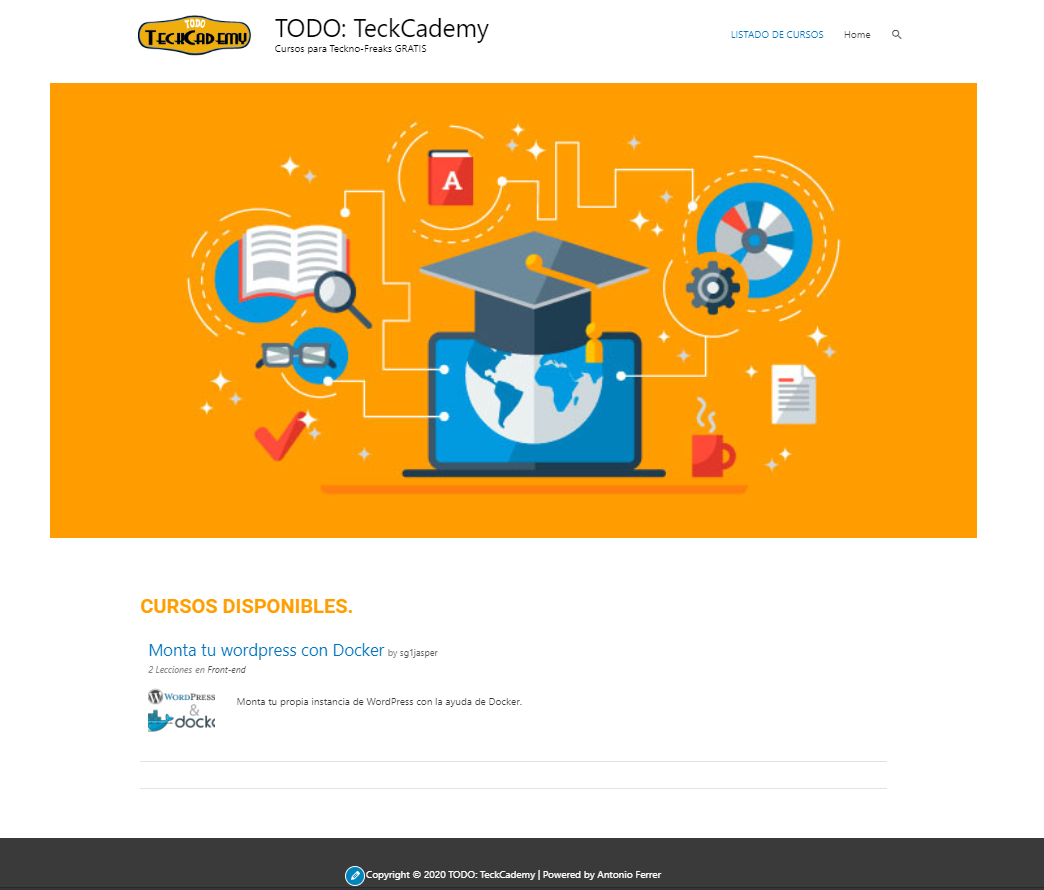 TODO
TECKCADEMY
TODO: TeckCademy
Cursos para Teckno-Freaks GRATIS
LISTADO DE CURSOS
Home
A
CURSOS DISPONIBLES.
Monta tu wordpress con Docker by sg1jasper
2 Lecciones en Front-end
WORDPRESS
&
docke
Monta tu propia instancia de WordPress con la ayuda de Docker.
Copyright © 2020 TODO: TeckCademy | Powered by Antonio Ferrer